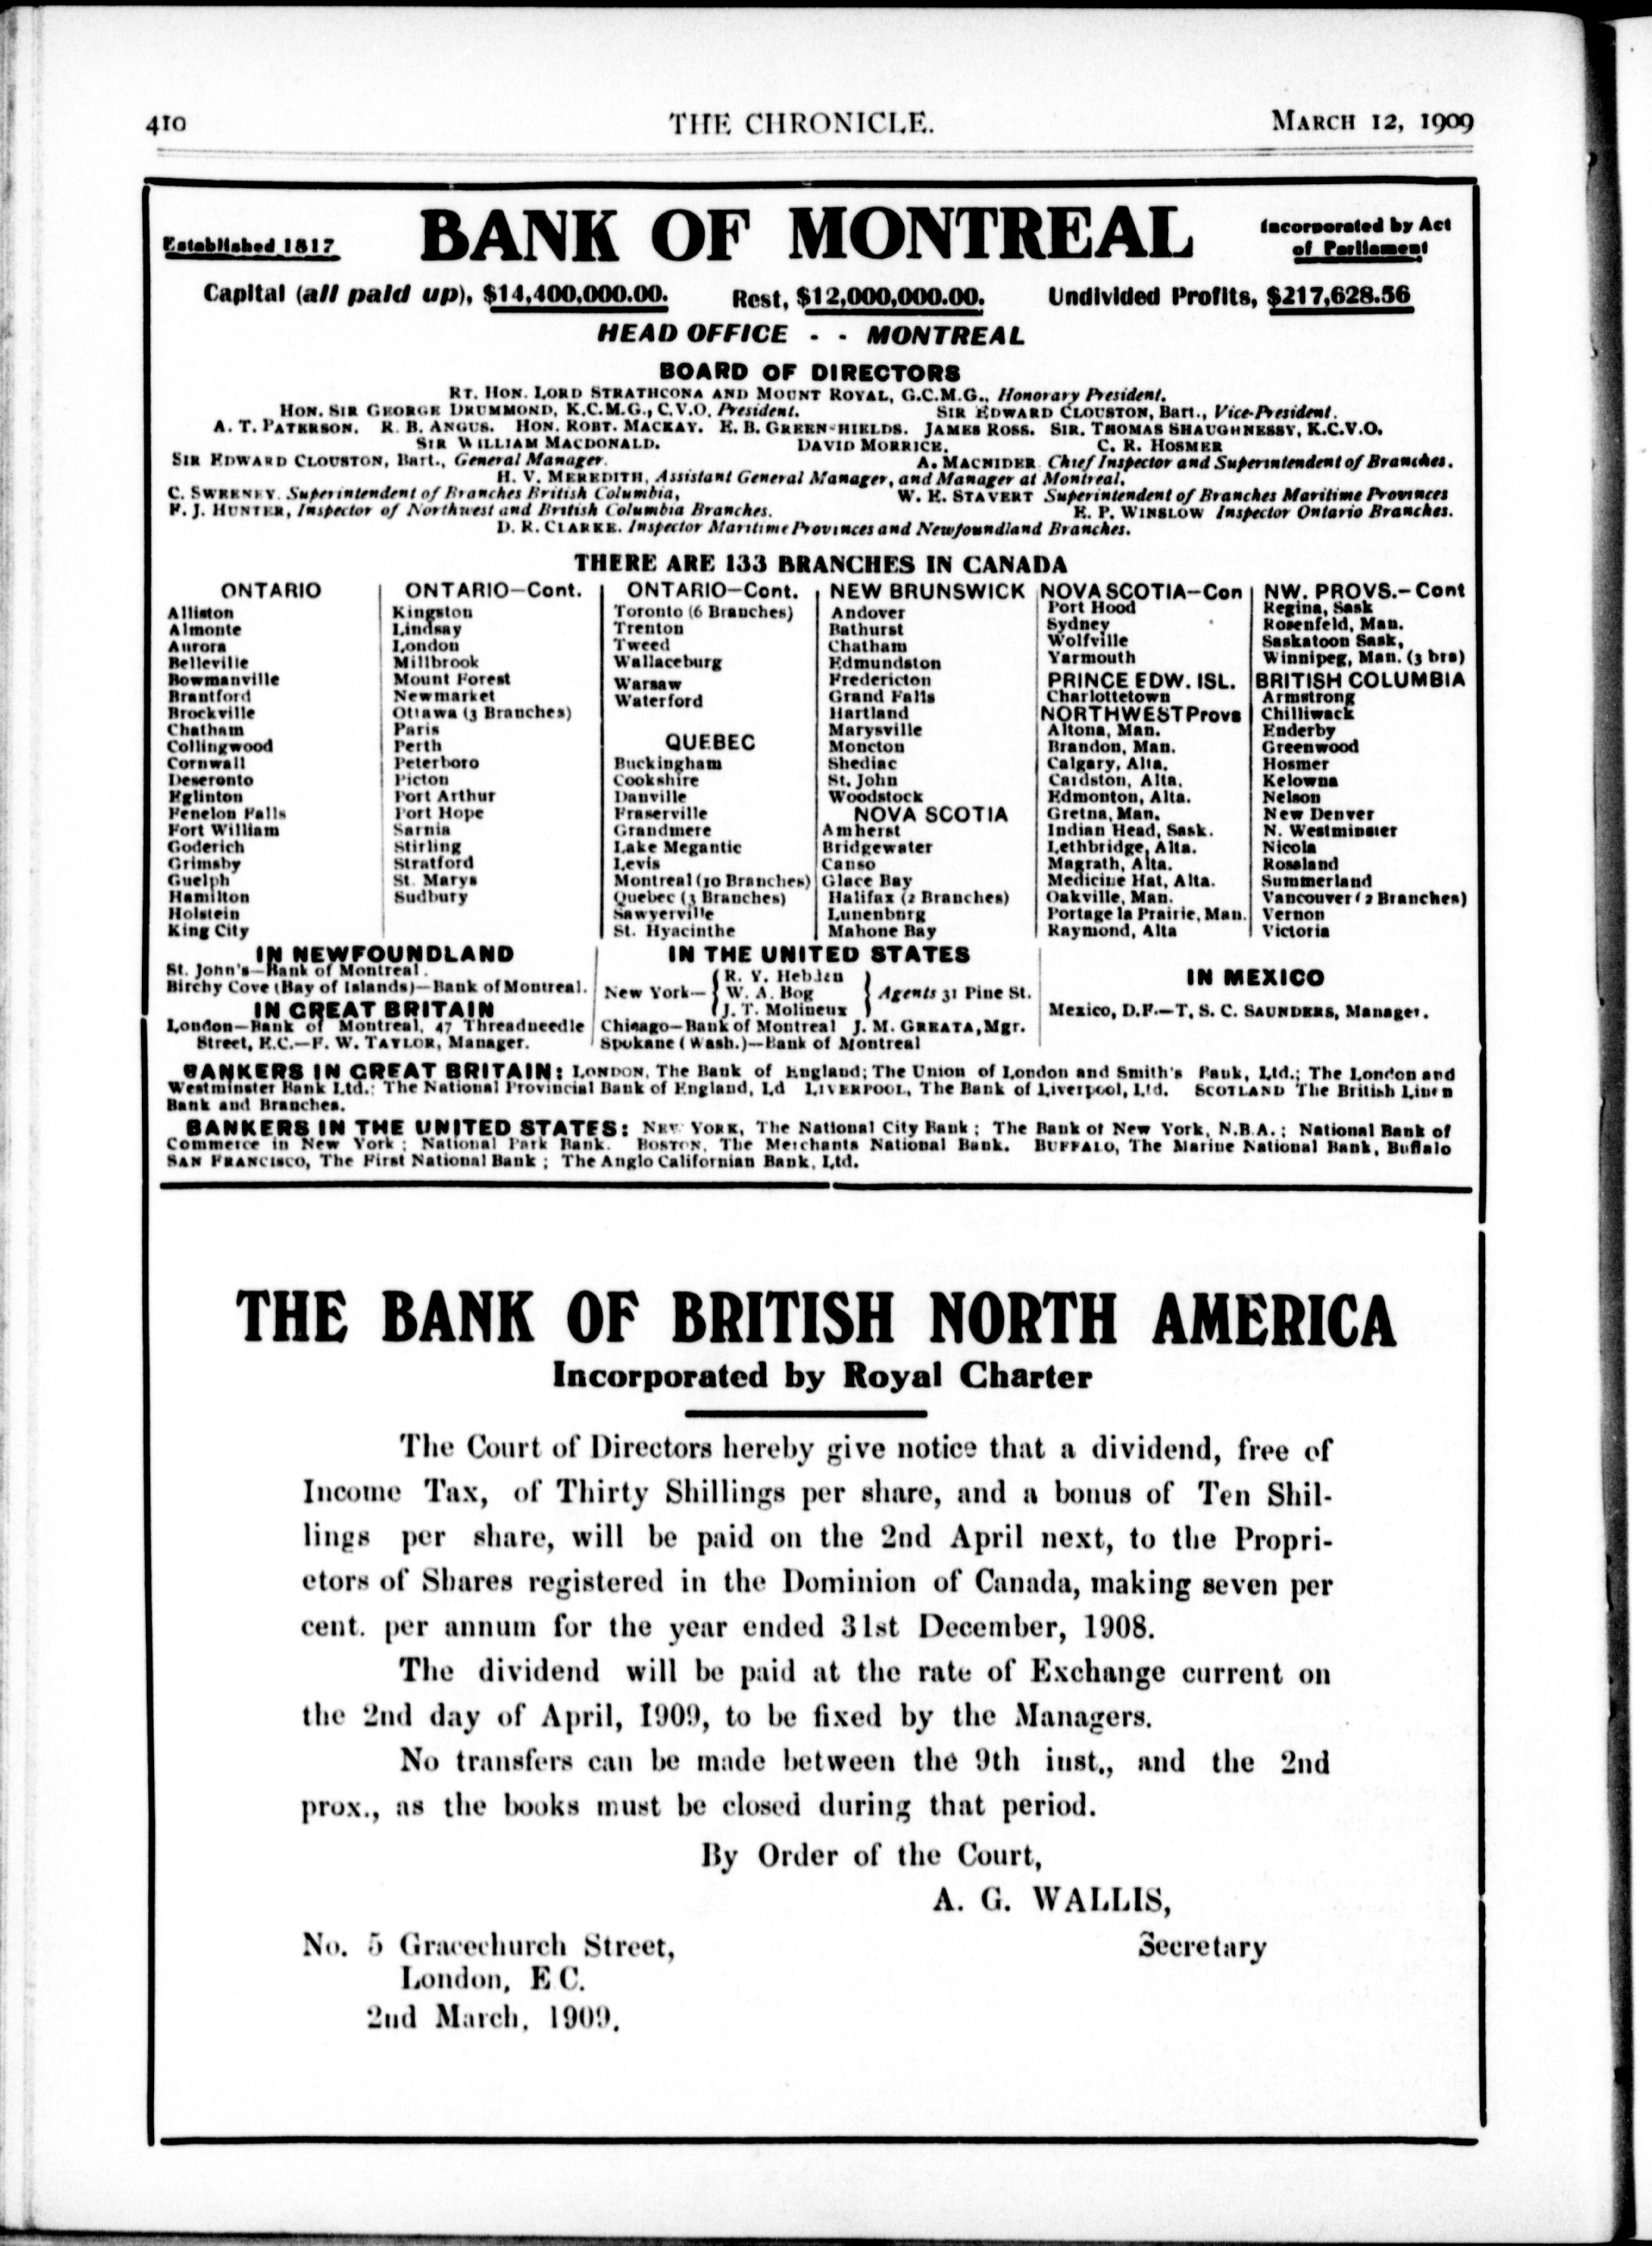 410
THE CHRONICLE.
MARCH 12, 1909
Established 1817
BANK OF MONTREAL
Incorporated by Act
of Parliament
Capital (all paid up), $14,400,000.00.
Rest, $12,000,000.00.
Undivided Profits, $217,628.56
HEAD OFFICE - - MONTREAL
BOARD OF DIRECTORS
RT. HON. LORD STRATHCONA AND MOUNT ROYAL, G.C.M.G., Honorary President.
HON. SIR GEORGE DRUMMOND, K.C.M.G., C.V.O. President. SIR EDWARD CLOUSTON, Bart., Vice-President.
A. T. PATERSON. R. B. ANGUS. HON. ROBT. MACKAY. E. B. GREEN-HIELDS. JAMES ROSS. SIR. THOMAS SHAUGHNESSY, K.C.V.O.
SIR WILLIAM MACDONALD. DAVID MORRICE. C. R. HOSMER
SIR EDWARD CLOUSTON, Bart., General Manager. A. MACNIDER Chief Inspector and Superintendent of Branches.
H. V. MEREDITH, Assistant General Manager, and Manager at Montreal.
C. SWEENEY. Superintendent of Branches British Columbia, W. E. STAVERT Superintendent of Branches Maritime Provinces
F. J. HUNTER, Inspector of Northwest and British Columbia Branches. E. P. WINSLOW Inspector Ontario Branches.
D. R. CLARKE. Inspector Maritime Provinces and Newfoundland Branches.
THERE ARE 133 BRANCHES IN CANADA
ONTARIO
Alliston
Almonte
Aurora
Belleville
Bowmanville
Brantford
Brockville
Chatham
Collingwood
Cornwall
Deseronto
Eglinton
Fenelon Falls
Fort William
Goderich
Grimsby
Guelph
Hamilton
Holstein
King City
ONTARIO—Cont.
Kingston
Lindsay
London
Millbrook
Mount Forest
Newmarket
Ottawa (3 Branches)
Paris
Perth
Peterboro
Picton
Port Arthur
Port Hope
Sarnia
Stirling
Stratford
St. Marys
Sudbury
ONTARIO—Cont.
Toronto (6 Branches)
Trenton
Tweed
Wallaceburg
Warsaw
Waterford
QUEBEC
Buckingham
Cookshire
Danville
Fraserville
Grandmere
Lake Megantic
Levis
Montreal (10 Branches)
Quebec (3 Branches)
Sawyerville
St. Hyacinthe
NEW BRUNSWICK
Andover
Bathurst
Chatham
Edmundston
Fredericton
Grand Falls
Hartland
Marysville
Moncton
Shediac
St. John
Woodstock
NOVA SCOTIA
Amherst
Bridgewater
Canso
Glace Bay
Halifax (2 Branches)
Lunenburg
Mahone Bay
NOVA SCOTIA—Con
Port Hood
Sydney
Wolfville
Yarmouth
PRINCE EDW. ISL.
Charlottetown
NORTHWEST Provs
Altona, Man.
Brandon, Man.
Calgary, Alta.
Cardston, Alta.
Edmonton, Alta.
Gretna, Man.
Indian Head, Sask.
Lethbridge, Alta.
Magrath, Alta.
Medicine Hat, Alta.
Oakville, Man.
Portage la Prairie, Man.
Raymond, Alta
NW. PROVS.—Cont
Regina, Sask
Rosenfeld, Man.
Saskatoon Sask,
Winnipeg, Man. (3 brs)
BRITISH COLUMBIA
Armstrong
Chilliwack
Enderby
Greenwood
Hosmer
Kelowna
Nelson
New Denver
N. Westminster
Nicola
Rossland
Summerland
Vancouver (2 Branches)
Vernon
Victoria
IN NEWFOUNDLAND
St. John's—Bank of Montreal.
Birchy Cove (Bay of Islands)—Bank of Montreal.
IN GREAT BRITAIN
London—Bank of Montreal, 47 Threadneedle
Street, E.C.—F. W. TAYLOR, Manager.
IN THE UNITED STATES
R. Y. Hebden
New York— W. A. Bog Agents 31 Pine St.
J. T. Molineux
Chicago—Bank of Montreal J. M. GREATA, Mgr.
Spokane (Wash.)—Bank of Montreal
IN MEXICO
Mexico, D.F.—T. S. C. SAUNDERS, Manager.
BANKERS IN GREAT BRITAIN: LONDON, The Bank of England; The Union of London and Smith's Bank, Ltd.; The London and
Westminster Bank Ltd.; The National Provincial Bank of England, Ld LIVERPOOL, The Bank of Liverpool, Ltd. SCOTLAND The British Linen
Bank and Branches.
BANKERS IN THE UNITED STATES: NEW YORK, The National City Bank; The Bank of New York, N.B.A.; National Bank of
Commerce in New York; National Park Bank. BOSTON, The Merchants National Bank. BUFFALO, The Marine National Bank, Buffalo
SAN FRANCISCO, The First National Bank; The Anglo Californian Bank, Ltd.
THE BANK OF BRITISH NORTH AMERICA
Incorporated by Royal Charter
The Court of Directors hereby give notice that a dividend, free of
Income Tax, of Thirty Shillings per share, and a bonus of Ten Shil-
lings per share, will be paid on the 2nd April next, to the Propri-
etors of Shares registered in the Dominion of Canada, making seven per
cent. per annum for the year ended 31st December, 1908.
The dividend will be paid at the rate of Exchange current on
the 2nd day of April, 1909, to be fixed by the Managers.
No transfers can be made between the 9th inst., and the 2nd
prox., as the books must be closed during that period.
By Order of the Court,
A. G. WALLIS,
Secretary
No. 5 Gracechurch Street,
London, E C.
2nd March, 1909.